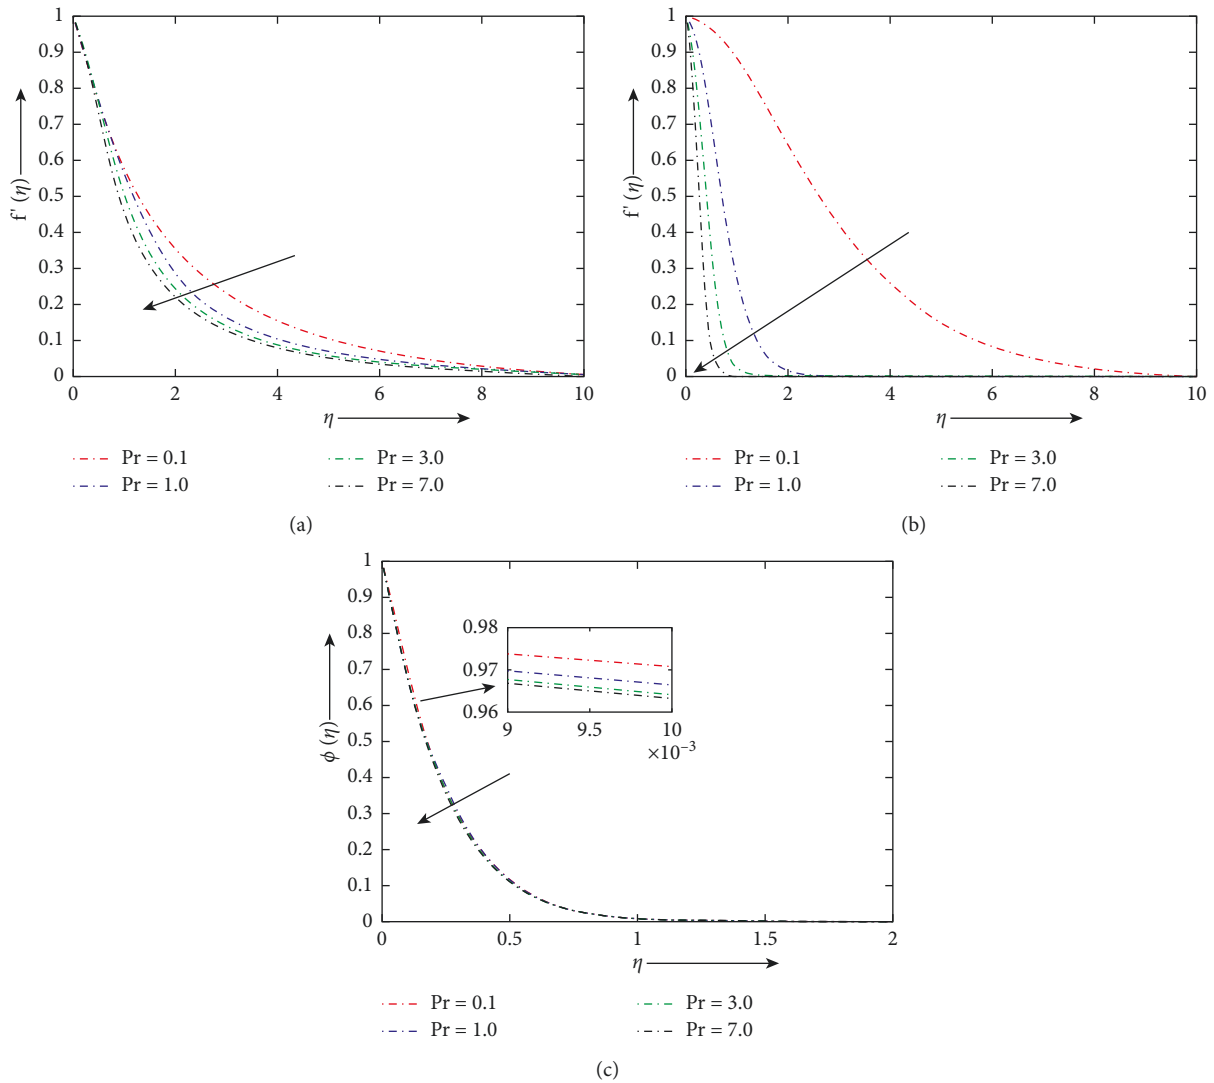 1
0.9
0.8
0.7
0.6
0.5
0.4
0.3
0.2
0.1
0
f' (η)
0 2 4 6 8 10
η
Pr = 0.1
Pr = 1.0
Pr = 3.0
Pr = 7.0
(a)
1
0.9
0.8
0.7
0.6
0.5
0.4
0.3
0.2
0.1
0
f' (η)
0 2 4 6 8 10
η
Pr = 0.1
Pr = 1.0
Pr = 3.0
Pr = 7.0
(b)
1
0.9
0.8
0.7
0.6
0.5
0.4
0.3
0.2
0.1
0
ϕ (η)
0.98
0.97
0.96
9 9.5 10
×10⁻³
0 0.5 1 1.5 2
η
Pr = 0.1
Pr = 1.0
Pr = 3.0
Pr = 7.0
(c)